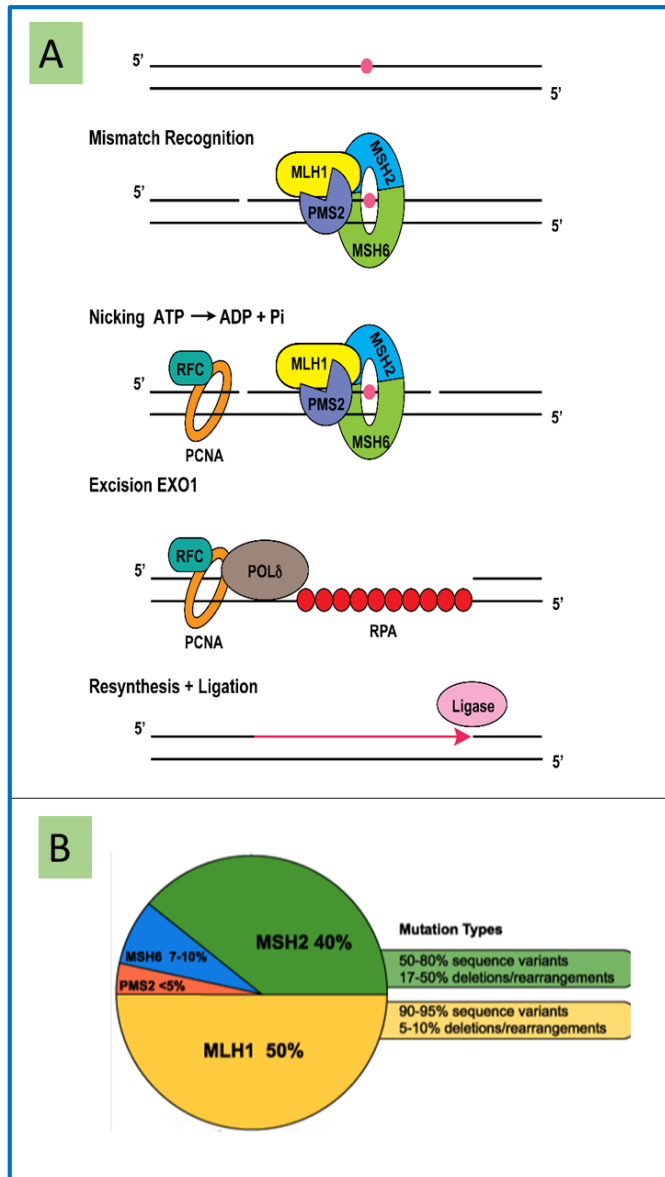 A
5’
5’
Mismatch Recognition
MLH1
MSH2
5’
PMS2
5’
MSH6
Nicking ATP → ADP + Pi
RFC
MLH1
MSH2
5’
PMS2
5’
PCNA
MSH6
Excision EXO1
RFC
POLδ
5’
5’
PCNA
RPA
Resynthesis + Ligation
Ligase
5’
5’
B
MSH2 40%
MSH6 7-10%
PMS2 <5%
MLH1 50%
Mutation Types
50-80% sequence variants
17-50% deletions/rearrangements
90-95% sequence variants
5-10% deletions/rearrangements